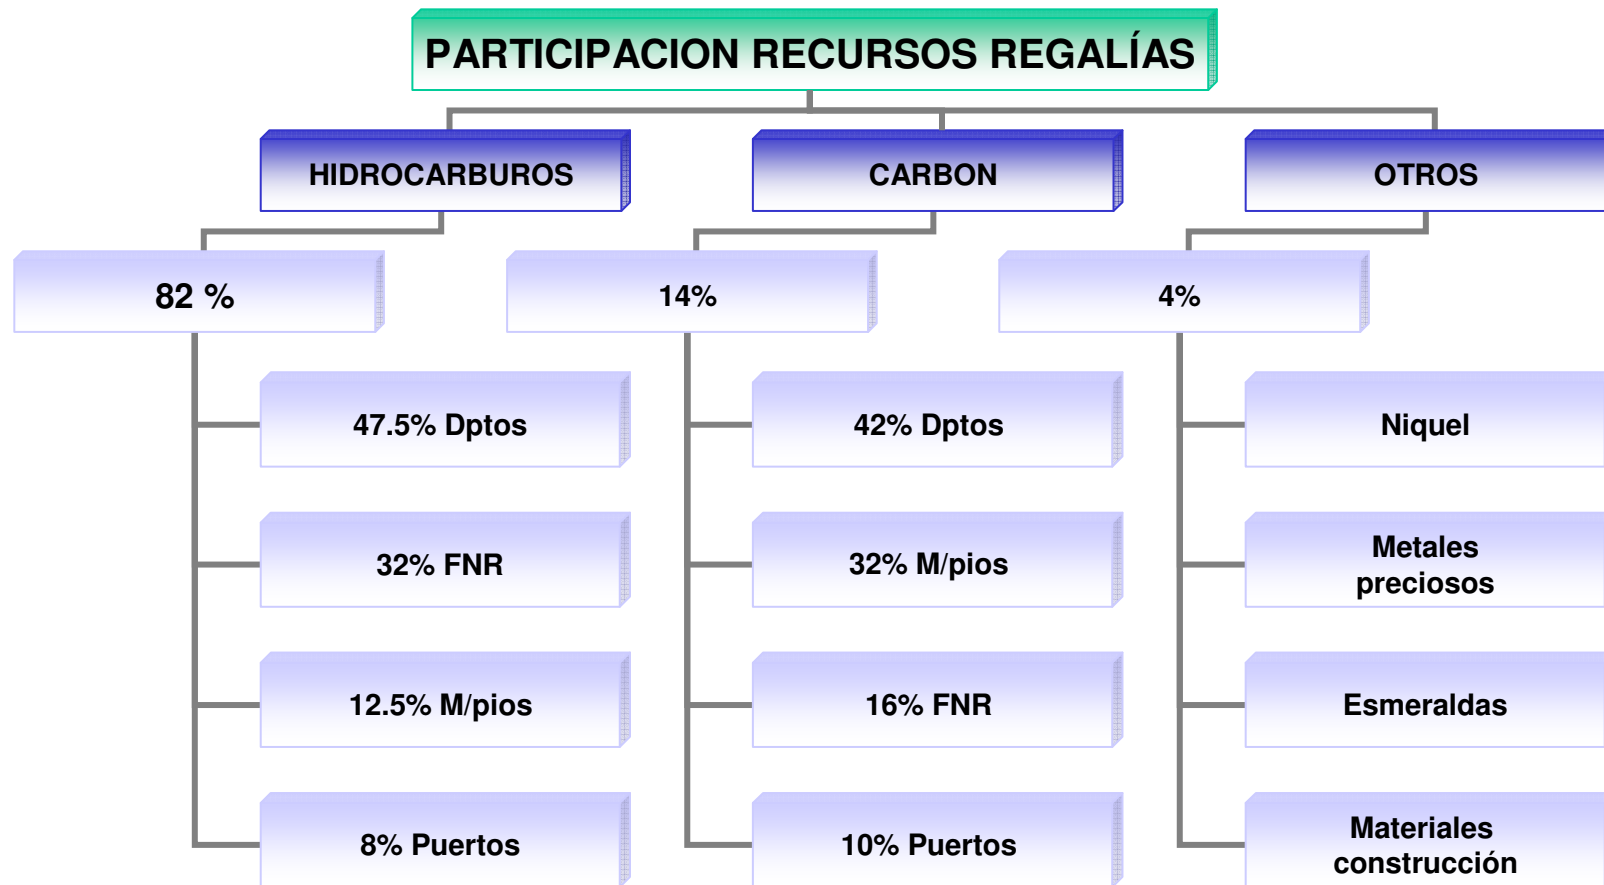 PARTICIPACION RECURSOS REGALÍAS
HIDROCARBUROS
CARBON
OTROS
82 %
14%
4%
47.5% Dptos
42% Dptos
Niquel
32% FNR
32% M/pios
Metales
preciosos
12.5% M/pios
16% FNR
Esmeraldas
8% Puertos
10% Puertos
Materiales
construcción